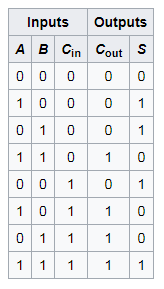 Inputs Outputs
A B Cin Cout S
0 0 0 0 0
1 0 0 0 1
0 1 0 0 1
1 1 0 1 0
0 0 1 0 1
1 0 1 1 0
0 1 1 1 0
1 1 1 1 1